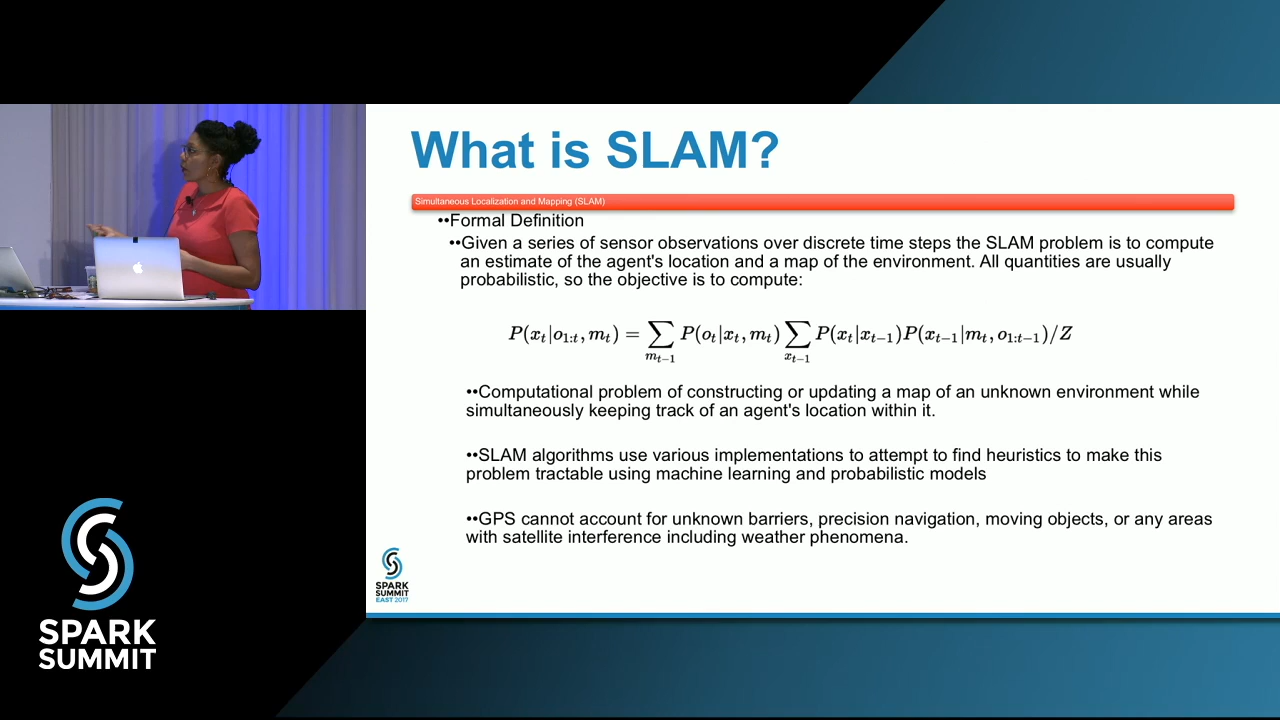 What is SLAM?
Simultaneous Localization and Mapping (SLAM)
••Formal Definition
••Given a series of sensor observations over discrete time steps the SLAM problem is to compute
an estimate of the agent's location and a map of the environment. All quantities are usually
probabilistic, so the objective is to compute:
P(x_t|o_{1:t}, m_t) = ∑_{m_{t-1}} P(o_t|x_t, m_t) ∑_{x_{t-1}} P(x_t|x_{t-1})P(x_{t-1}|m_t, o_{1:t-1})/Z
••Computational problem of constructing or updating a map of an unknown environment while
simultaneously keeping track of an agent's location within it.
••SLAM algorithms use various implementations to attempt to find heuristics to make this
problem tractable using machine learning and probabilistic models
••GPS cannot account for unknown barriers, precision navigation, moving objects, or any areas
with satellite interference including weather phenomena.
SPARK
SUMMIT
EAST 2017
SPARK
SUMMIT